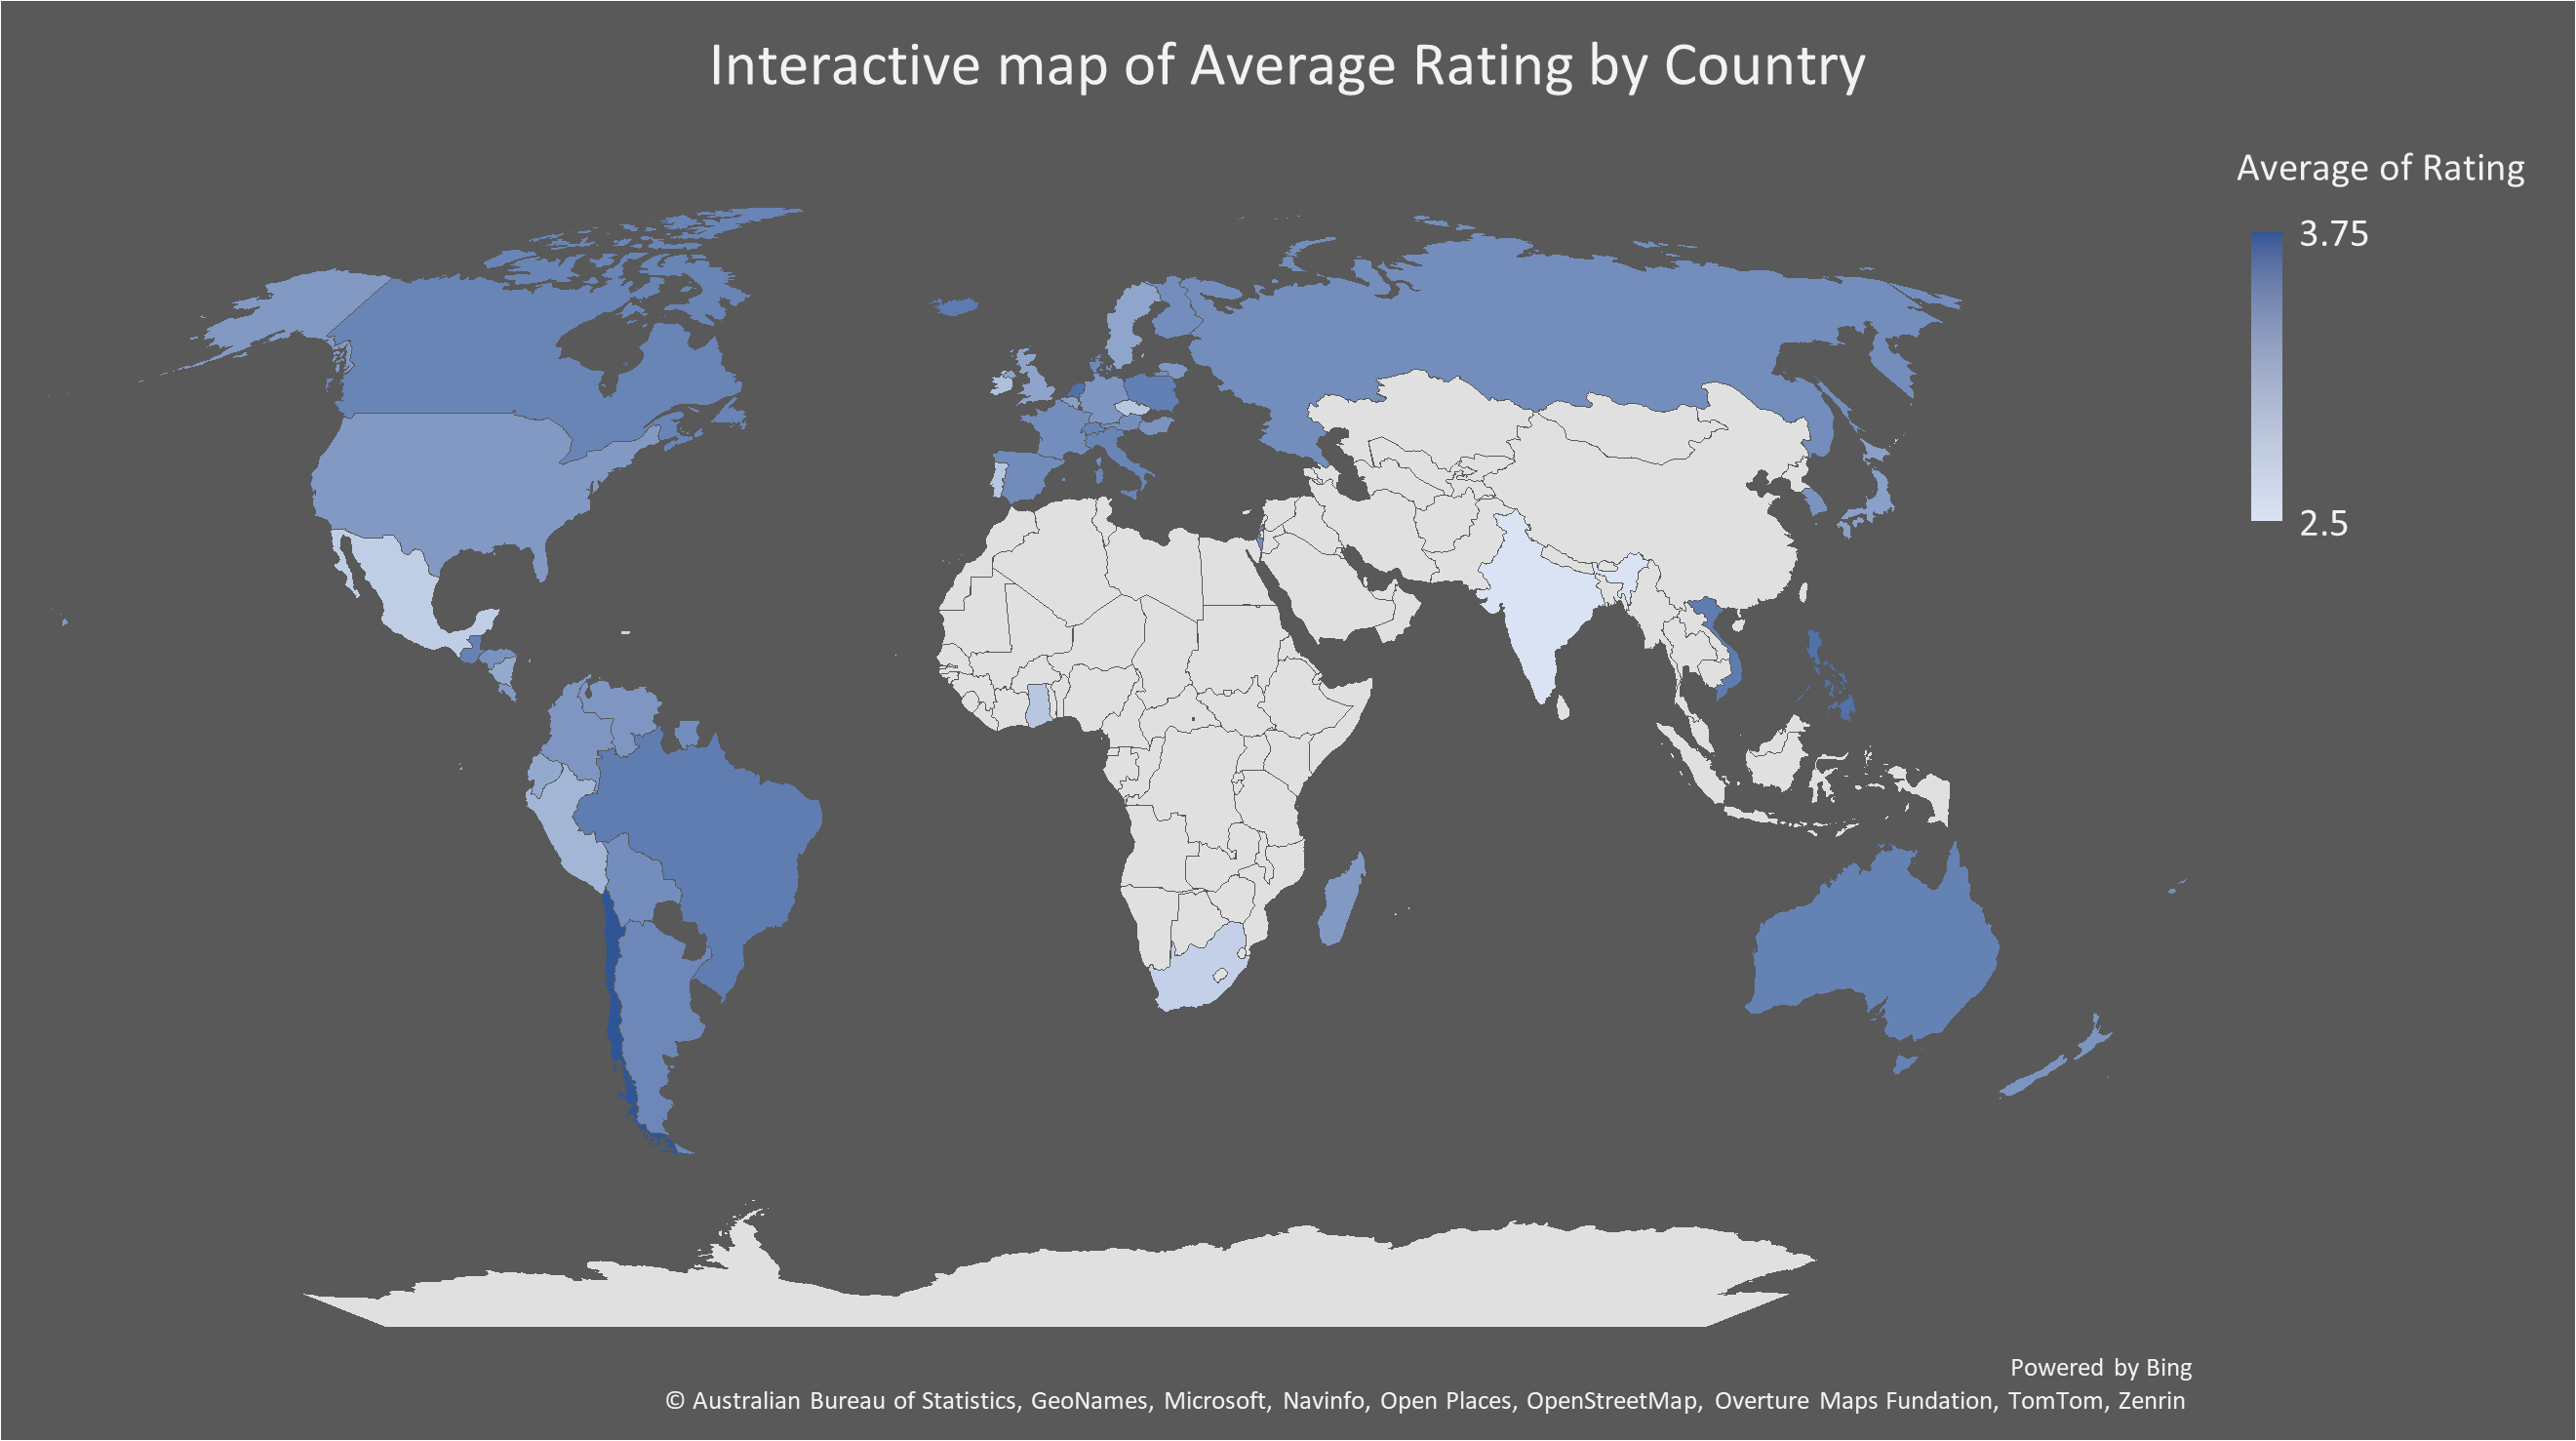 Interactive map of Average Rating by Country
Average of Rating
3.75
2.5
Powered by Bing
© Australian Bureau of Statistics, GeoNames, Microsoft, Navinfo, Open Places, OpenStreetMap, Overture Maps Fundation, TomTom, Zenrin